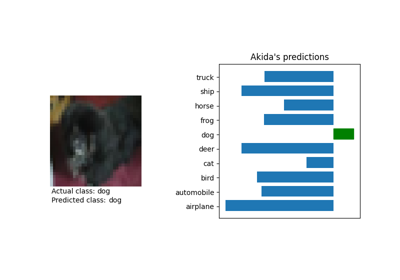 Akida's predictions
truck
ship
horse
frog
dog
deer
cat
bird
automobile
airplane
Actual class: dog
Predicted class: dog